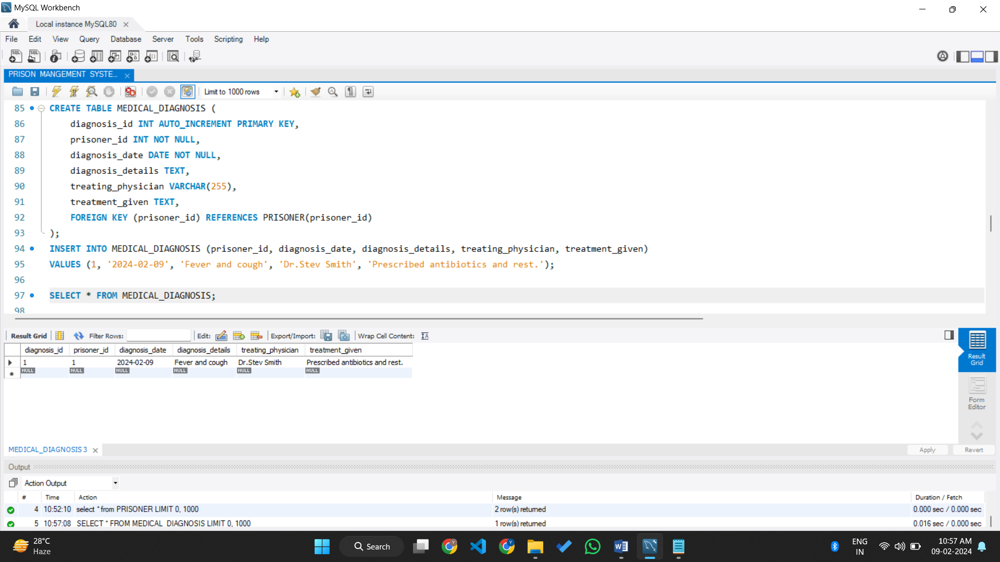 MySQL Workbench
Local instance MySQL80
File Edit View Query Database Server Tools Scripting Help
PRISON MANGEMENT SYSTE...
Limit to 1000 rows
85 CREATE TABLE MEDICAL_DIAGNOSIS (
86 diagnosis_id INT AUTO_INCREMENT PRIMARY KEY,
87 prisoner_id INT NOT NULL,
88 diagnosis_date DATE NOT NULL,
89 diagnosis_details TEXT,
90 treating_physician VARCHAR(255),
91 treatment_given TEXT,
92 FOREIGN KEY (prisoner_id) REFERENCES PRISONER(prisoner_id)
93 );
94 INSERT INTO MEDICAL_DIAGNOSIS (prisoner_id, diagnosis_date, diagnosis_details, treating_physician, treatment_given)
95 VALUES (1, '2024-02-09', 'Fever and cough', 'Dr.Stev Smith', 'Prescribed antibiotics and rest.');
96
97 SELECT * FROM MEDICAL_DIAGNOSIS;
98
Result Grid Filter Rows: Edit: Export/Import: Wrap Cell Content:
diagnosis_id prisoner_id diagnosis_date diagnosis_details treating_physician treatment_given
1 1 2024-02-09 Fever and cough Dr.Stev Smith Prescribed antibiotics and rest.
NULL NULL NULL NULL NULL NULL
Result
Grid
Form
Editor
MEDICAL_DIAGNOSIS 3
Apply Revert
Output
Action Output
# Time Action Message Duration / Fetch
4 10:52:10 select * from PRISONER LIMIT 0, 1000 2 row(s) returned 0.000 sec / 0.000 sec
5 10:57:08 SELECT * FROM MEDICAL_DIAGNOSIS LIMIT 0, 1000 1 row(s) returned 0.016 sec / 0.000 sec
28°C
Haze
Search
ENG
IN
10:57 AM
09-02-2024